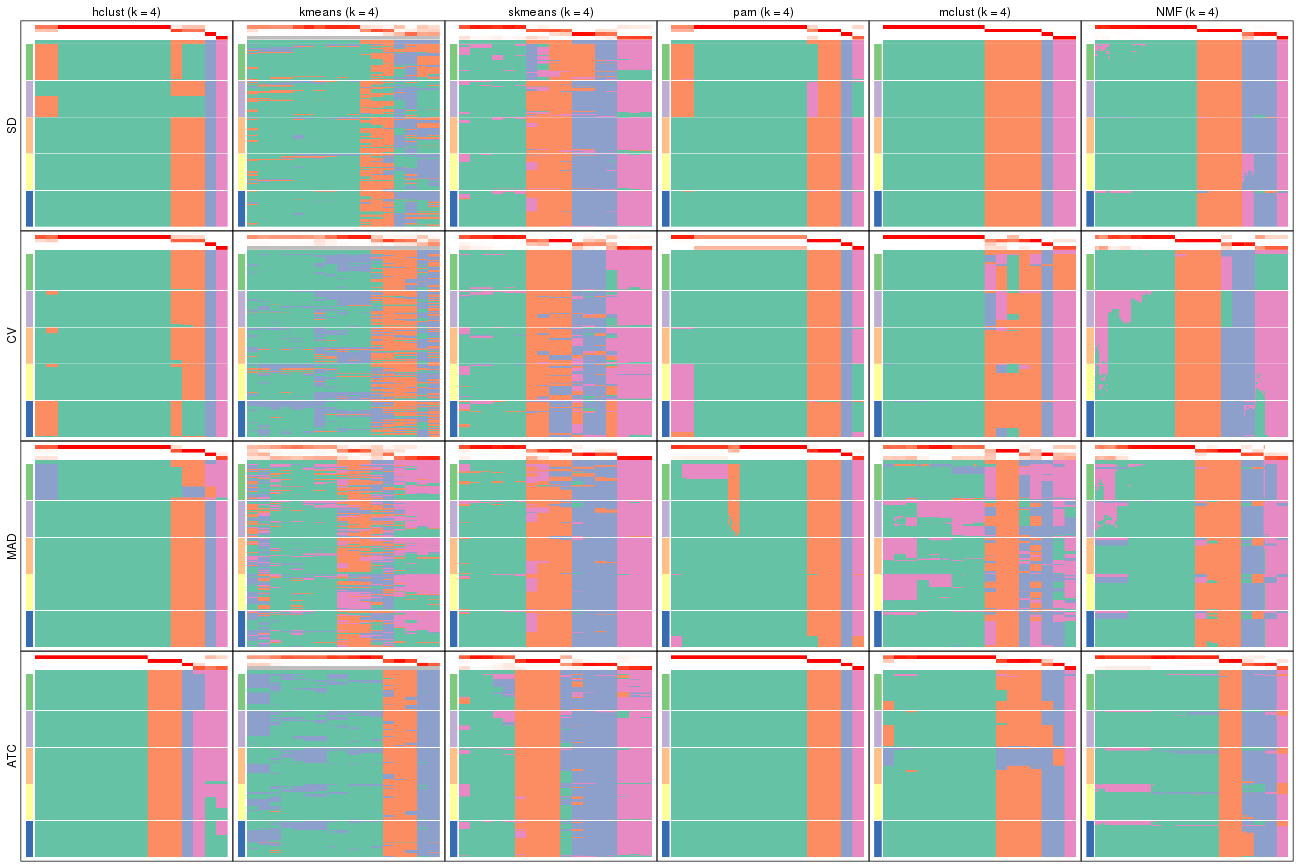 hclust (k = 4) kmeans (k = 4) skmeans (k = 4) pam (k = 4) mclust (k = 4) NMF (k = 4)
SD
CV
MAD
ATC